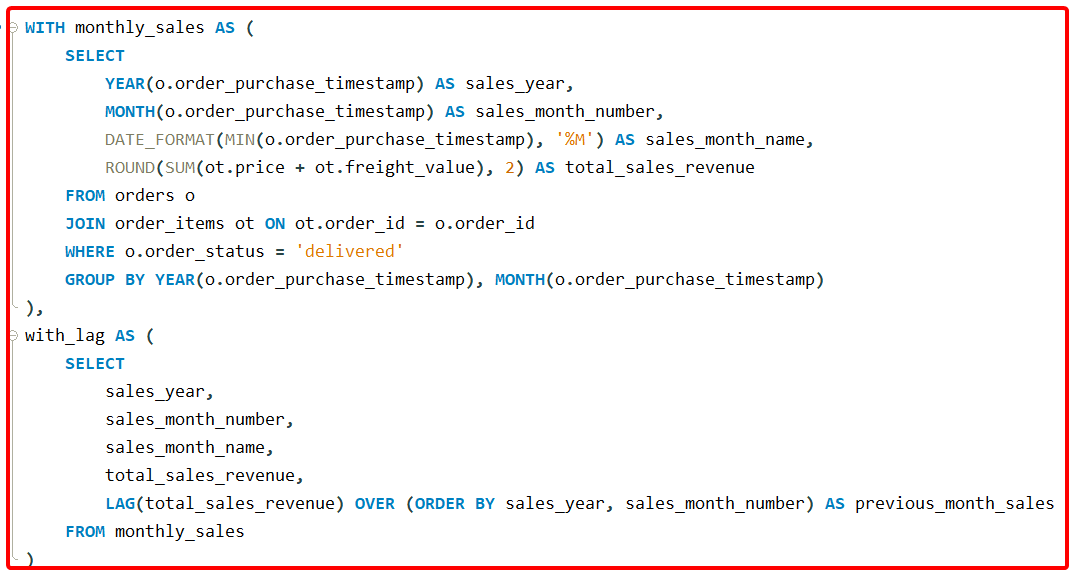 WITH monthly_sales AS (
    SELECT
        YEAR(o.order_purchase_timestamp) AS sales_year,
        MONTH(o.order_purchase_timestamp) AS sales_month_number,
        DATE_FORMAT(MIN(o.order_purchase_timestamp), '%M') AS sales_month_name,
        ROUND(SUM(ot.price + ot.freight_value), 2) AS total_sales_revenue
    FROM orders o
    JOIN order_items ot ON ot.order_id = o.order_id
    WHERE o.order_status = 'delivered'
    GROUP BY YEAR(o.order_purchase_timestamp), MONTH(o.order_purchase_timestamp)
),
with_lag AS (
    SELECT
        sales_year,
        sales_month_number,
        sales_month_name,
        total_sales_revenue,
        LAG(total_sales_revenue) OVER (ORDER BY sales_year, sales_month_number) AS previous_month_sales
    FROM monthly_sales
)